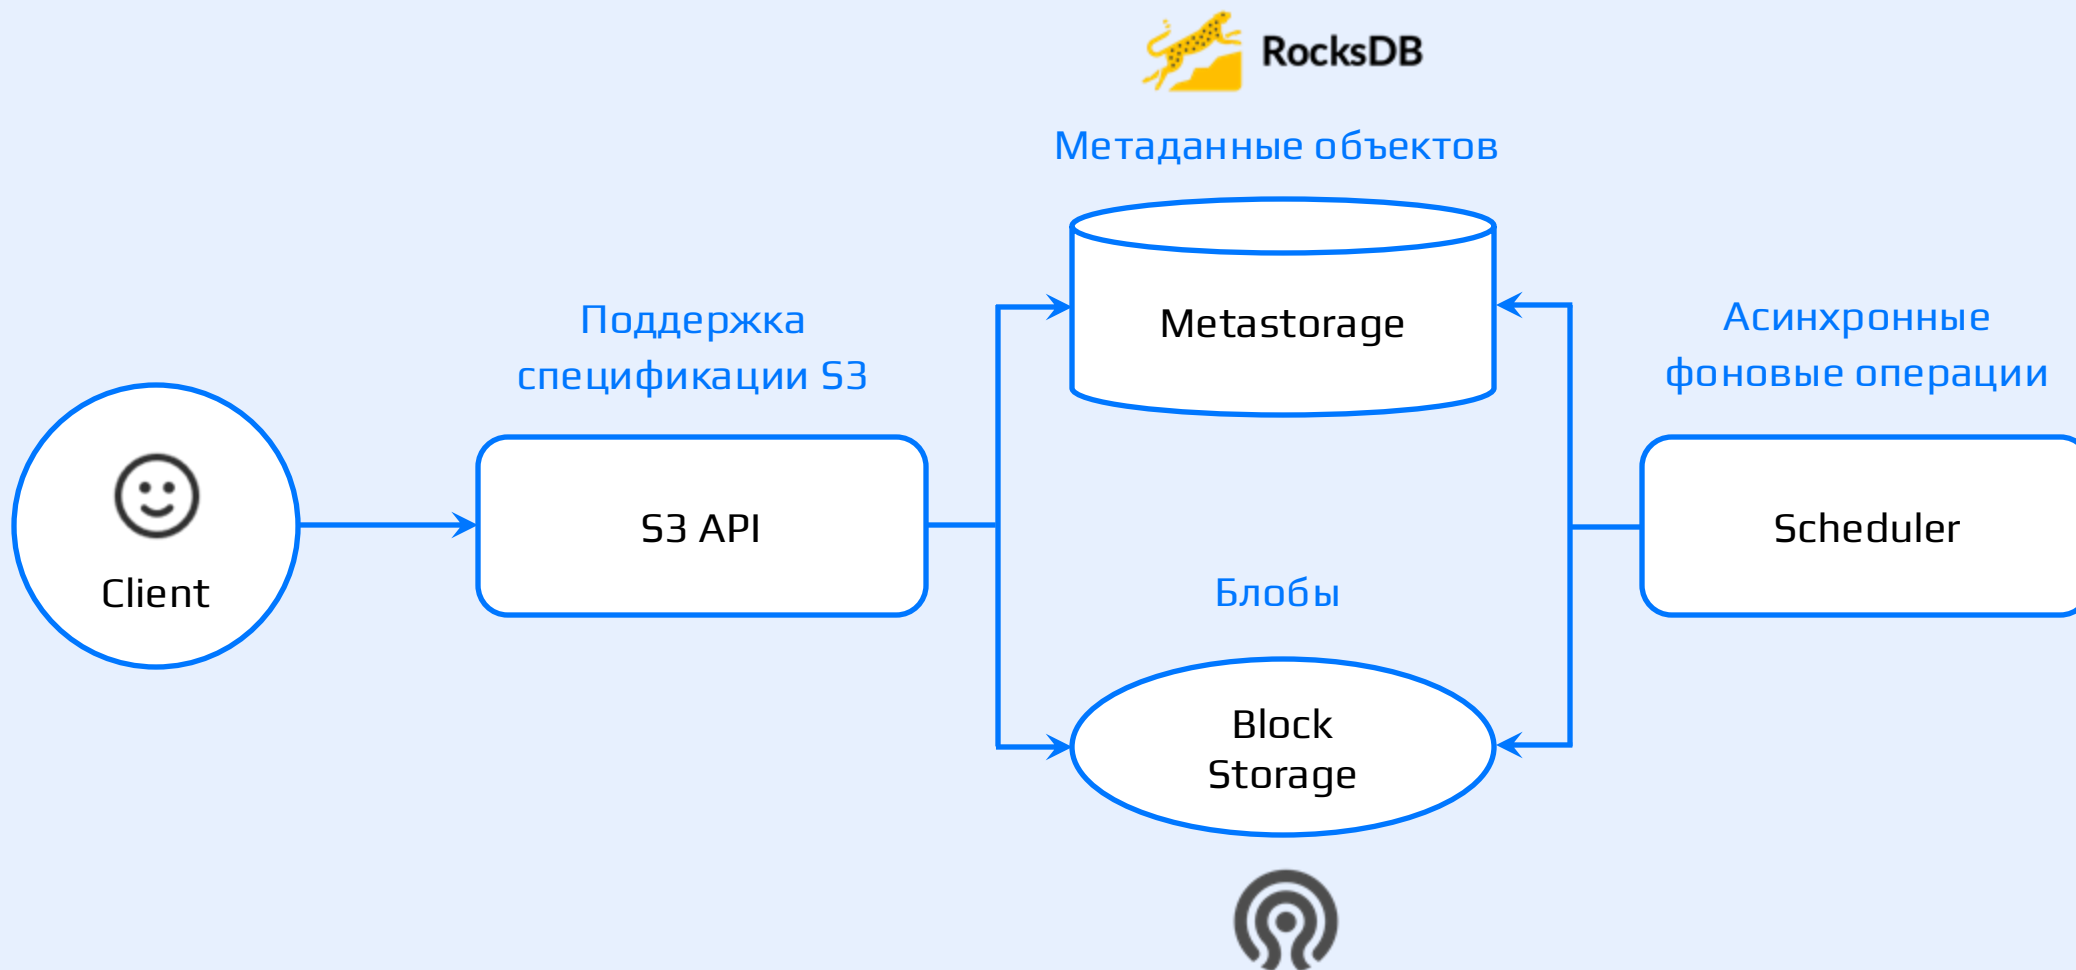 RocksDB
Метаданные объектов
Metastorage
Поддержка
спецификации S3
Асинхронные
фоновые операции
Client
S3 API
Scheduler
Блобы
Block
Storage